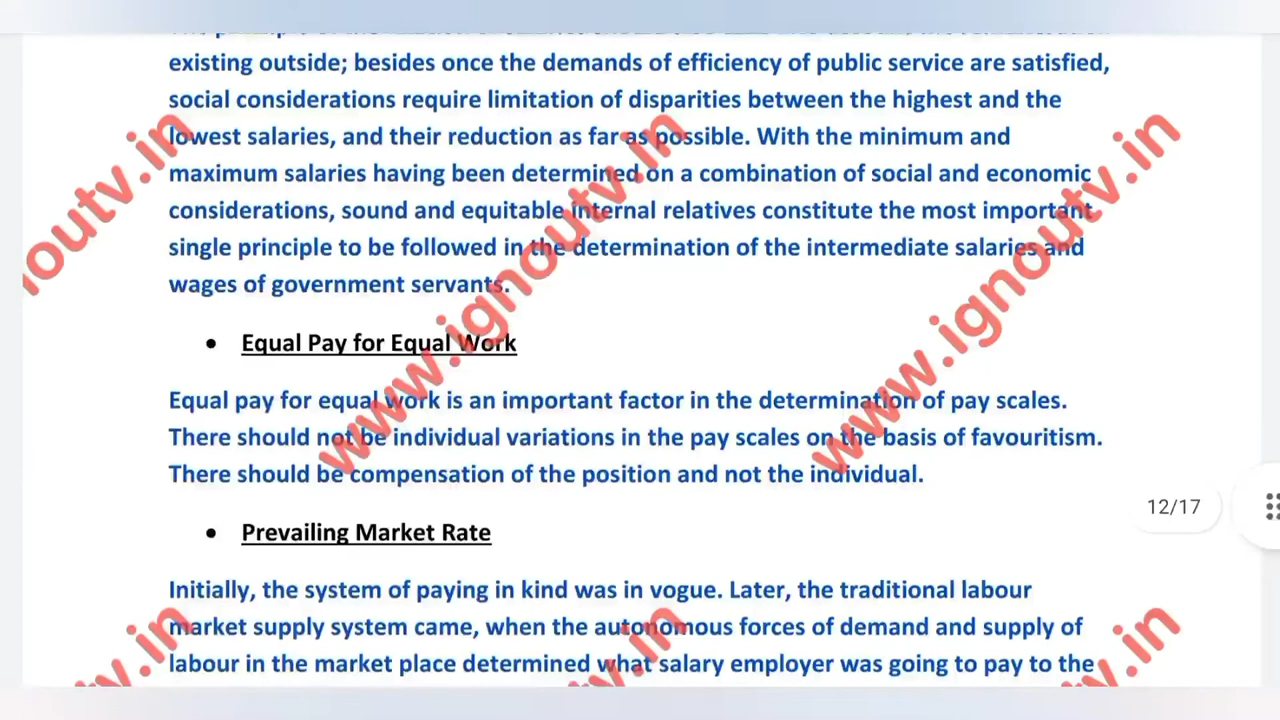 existing outside; besides once the demands of efficiency of public service are satisfied,
social considerations require limitation of disparities between the highest and the
lowest salaries, and their reduction as far as possible. With the minimum and
maximum salaries having been determined on a combination of social and economic
considerations, sound and equitable internal relatives constitute the most important
single principle to be followed in the determination of the intermediate salaries and
wages of government servants.
• Equal Pay for Equal Work
Equal pay for equal work is an important factor in the determination of pay scales.
There should not be individual variations in the pay scales on the basis of favouritism.
There should be compensation of the position and not the individual.
12/17
• Prevailing Market Rate
Initially, the system of paying in kind was in vogue. Later, the traditional labour
market supply system came, when the autonomous forces of demand and supply of
labour in the market place determined what salary employer was going to pay to the
noutv.in
www.ignoutv.in
www.ignoutv.in